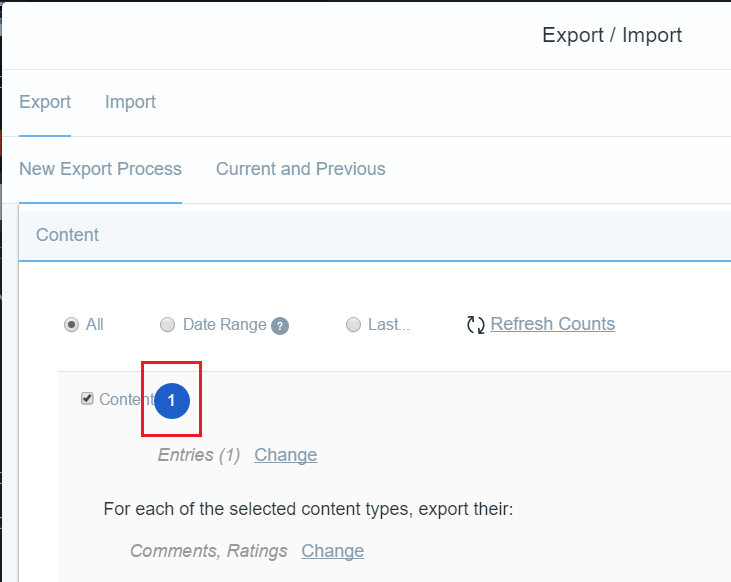 Export / Import
Export Import
New Export Process Current and Previous
Content
All Date Range ? Last... Refresh Counts
Content 1
Entries (1) Change
For each of the selected content types, export their:
Comments, Ratings Change